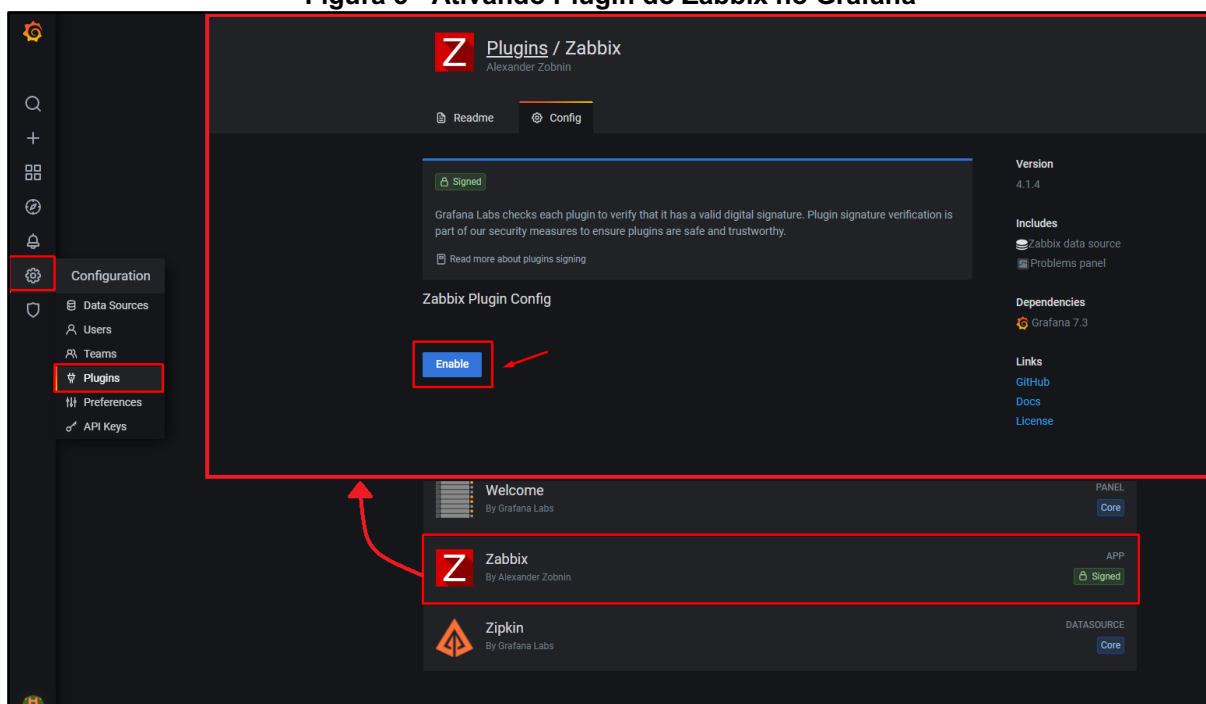 Figura 6 - Ativando Plugin do Zabbix no Grafana
Plugins / Zabbix
Alexander Zobnin
Readme
Config
Signed
Grafana Labs checks each plugin to verify that it has a valid digital signature. Plugin signature verification is
part of our security measures to ensure plugins are safe and trustworthy.
Read more about plugins signing
Zabbix Plugin Config
Enable
Version
4.1.4
Includes
Zabbix data source
Problems panel
Dependencies
Grafana 7.3
Links
GitHub
Docs
License
Configuration
Data Sources
Users
Teams
Plugins
Preferences
API Keys
Welcome
By Grafana Labs
PANEL
Core
Z
Zabbix
By Alexander Zobnin
APP
Signed
Zipkin
By Grafana Labs
DATASOURCE
Core